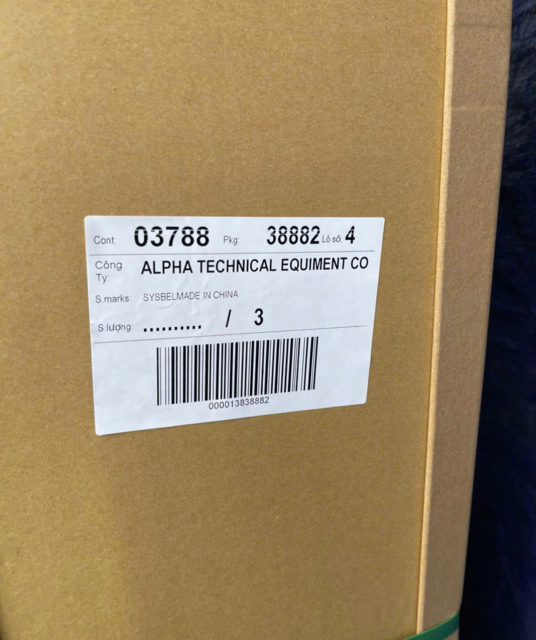 Cont: 03788 Pkg: 38882 Lô số: 4
Công Ty: ALPHA TECHNICAL EQUIMENT CO
S.marks: SYSBELMADE IN CHINA
S.lượng: .......... / 3
000013838882